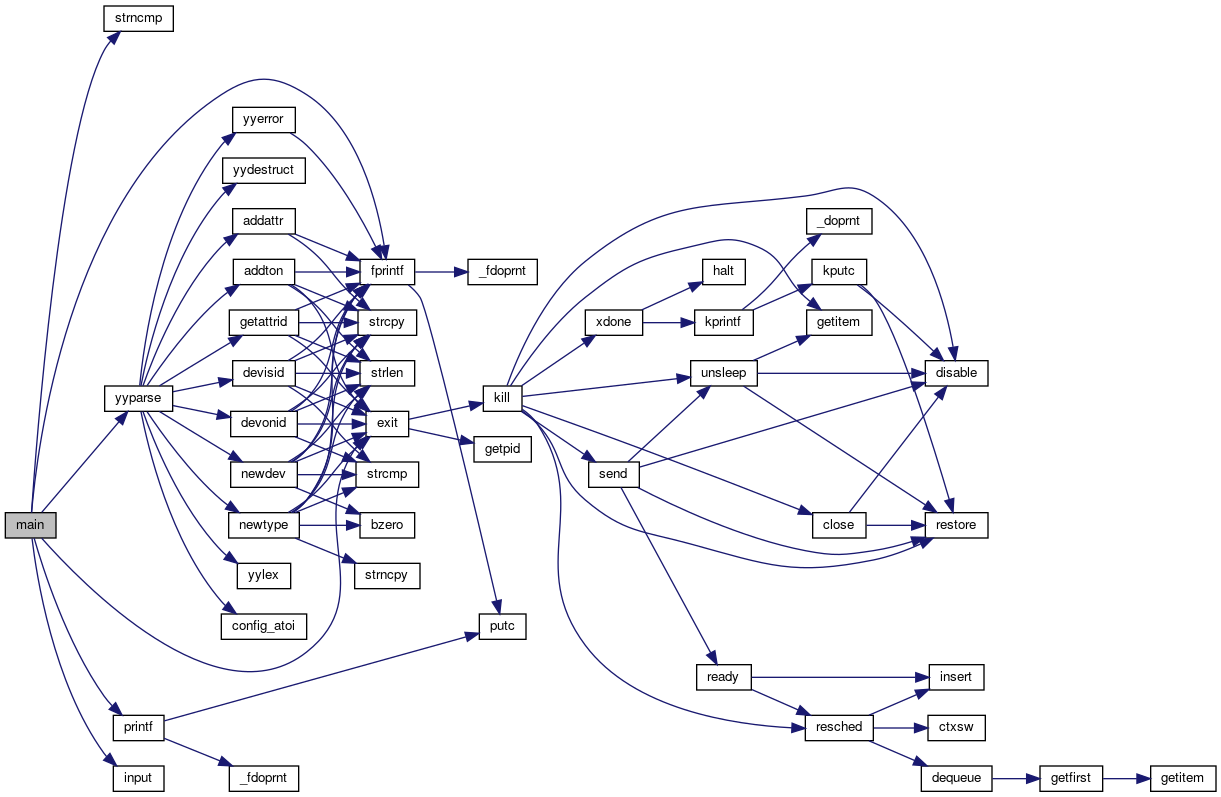 strncmp
yyerror
yydestruct
addattr
_doprnt
addton
fprintf
_fdoprnt
halt
kputc
getattrid
strcpy
xdone
kprintf
getitem
devisid
strlen
unsleep
disable
yyparse
kill
devonid
exit
getpid
newdev
strcmp
send
main
newtype
bzero
close
restore
yylex
strncpy
config_atoi
putc
ready
insert
printf
resched
ctxsw
input
_fdoprnt
dequeue
getfirst
getitem